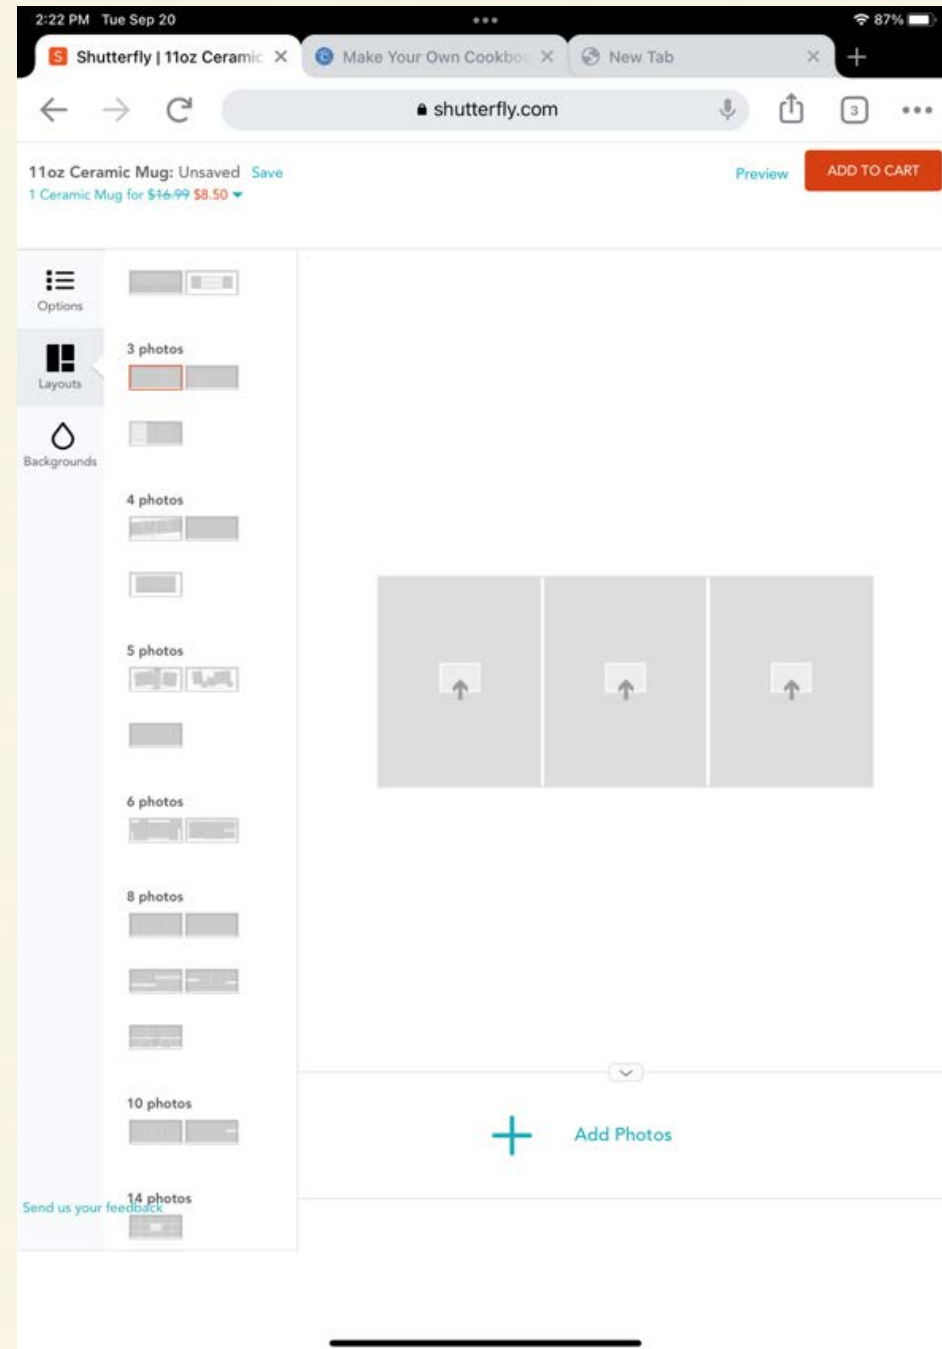 2:22 PM Tue Sep 20
87%
Shutterfly | 11oz Ceramic
Make Your Own Cookboo
New Tab
shutterfly.com
3
11oz Ceramic Mug: Unsaved Save
1 Ceramic Mug for $16.99 $8.50
Preview
ADD TO CART
Options
Layouts
Backgrounds
3 photos
4 photos
5 photos
6 photos
8 photos
10 photos
14 photos
Add Photos
Send us your feedback